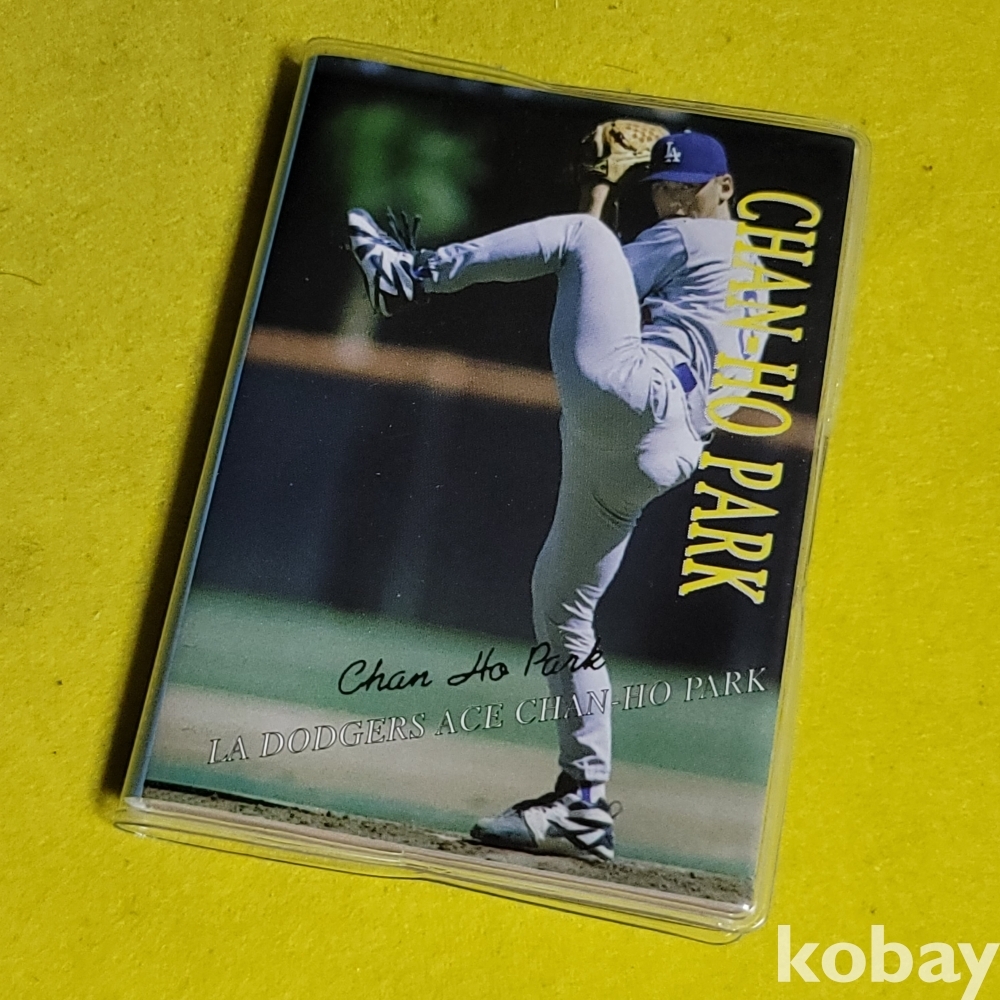 LA
CHAN-HO PARK
Chan Ho Park
LA DODGERS ACE CHAN-HO PARK
kobay